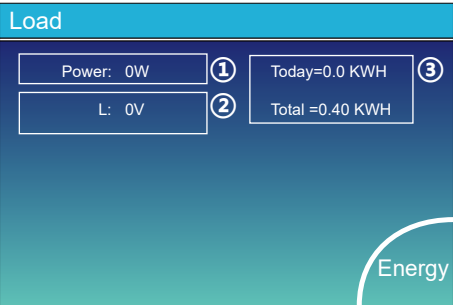 Load
Power: 0W ① Today=0.0 KWH ③
L: 0V ② Total =0.40 KWH
Energy